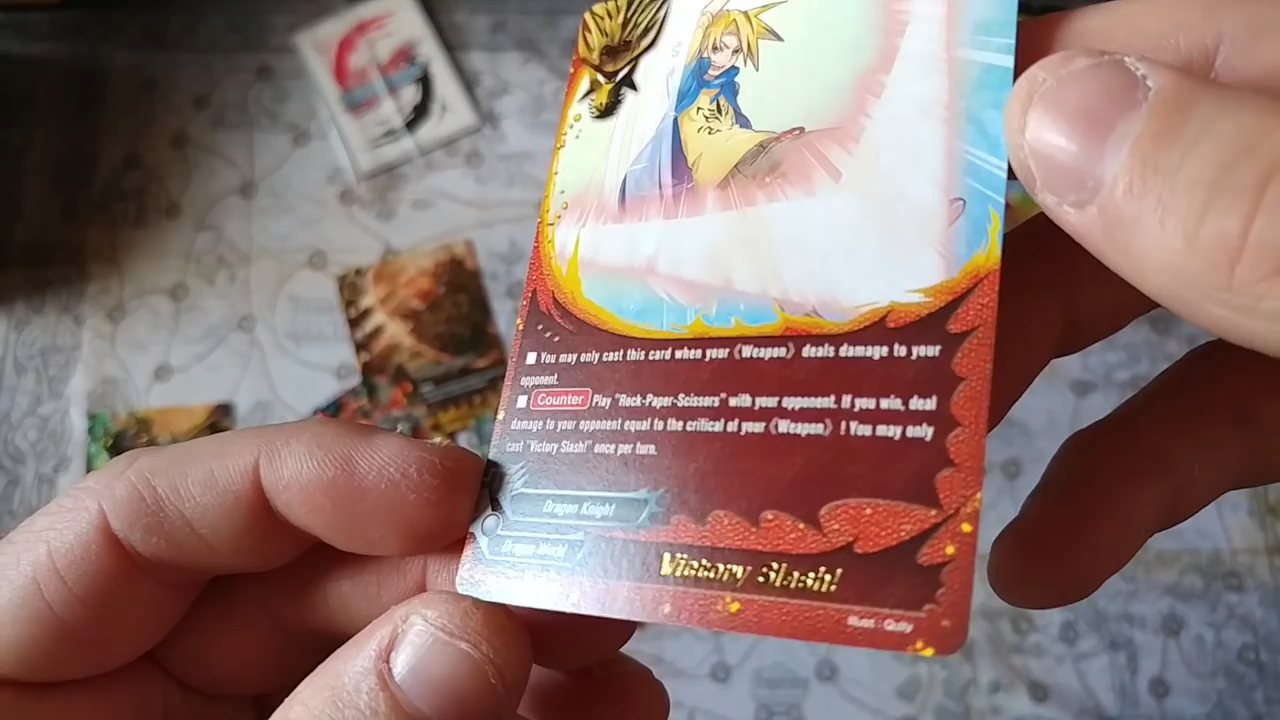 ■ You may only cast this card when your 《Weapon》 deals damage to your
opponent.
■ Counter Play "Rock-Paper-Scissors" with your opponent. If you win, deal
damage to your opponent equal to the critical of your 《Weapon》! You may only
cast "Victory Slash!" once per turn.
Dragon Knight
Dragon World
Victory Slash!
Illust: Quily